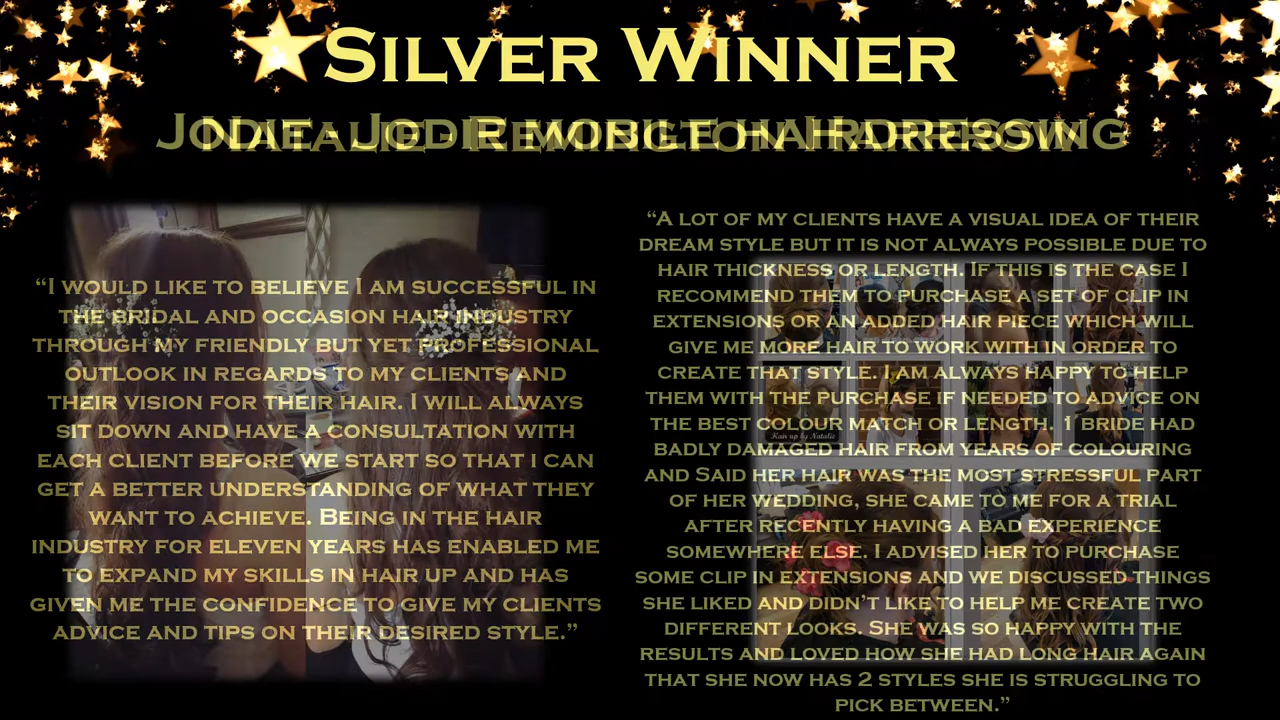 SILVER WINNER
“I WOULD LIKE TO BELIEVE I AM SUCCESSFUL IN
THE BRIDAL AND OCCASION HAIR INDUSTRY
THROUGH MY FRIENDLY BUT YET PROFESSIONAL
OUTLOOK IN REGARDS TO MY CLIENTS AND
THEIR VISION FOR THEIR HAIR. I WILL ALWAYS
SIT DOWN AND HAVE A CONSULTATION WITH
EACH CLIENT BEFORE WE START SO THAT I CAN
GET A BETTER UNDERSTANDING OF WHAT THEY
WANT TO ACHIEVE. BEING IN THE HAIR
INDUSTRY FOR ELEVEN YEARS HAS ENABLED ME
TO EXPAND MY SKILLS IN HAIR UP AND HAS
GIVEN ME THE CONFIDENCE TO GIVE MY CLIENTS
ADVICE AND TIPS ON THEIR DESIRED STYLE.”
“A LOT OF MY CLIENTS HAVE A VISUAL IDEA OF THEIR
DREAM STYLE BUT IT IS NOT ALWAYS POSSIBLE DUE TO
HAIR THICKNESS OR LENGTH. IF THIS IS THE CASE I
RECOMMEND THEM TO PURCHASE A SET OF CLIP IN
EXTENSIONS OR AN ADDED HAIR PIECE WHICH WILL
GIVE ME MORE HAIR TO WORK WITH IN ORDER TO
CREATE THAT STYLE. I AM ALWAYS HAPPY TO HELP
THEM WITH THE PURCHASE IF NEEDED TO ADVICE ON
THE BEST COLOUR MATCH OR LENGTH. 1 BRIDE HAD
BADLY DAMAGED HAIR FROM YEARS OF COLOURING
AND SAID HER HAIR WAS THE MOST STRESSFUL PART
OF HER WEDDING, SHE CAME TO ME FOR A TRIAL
AFTER RECENTLY HAVING A BAD EXPERIENCE
SOMEWHERE ELSE. I ADVISED HER TO PURCHASE
SOME CLIP IN EXTENSIONS AND WE DISCUSSED THINGS
SHE LIKED AND DIDN’T LIKE TO HELP ME CREATE TWO
DIFFERENT LOOKS. SHE WAS SO HAPPY WITH THE
RESULTS AND LOVED HOW SHE HAD LONG HAIR AGAIN
THAT SHE NOW HAS 2 STYLES SHE IS STRUGGLING TO
PICK BETWEEN.”
Hair up by Natalie